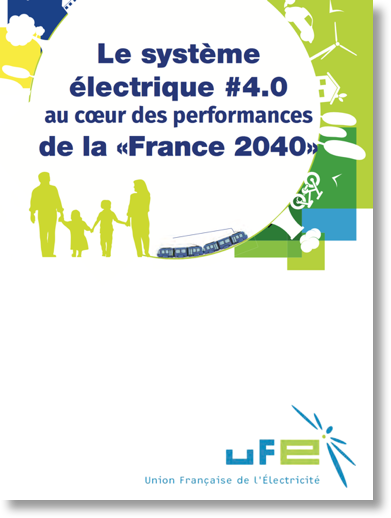 Le système
électrique #4.0
au cœur des performances
de la «France 2040»
ufe
Union Française de l'Électricité